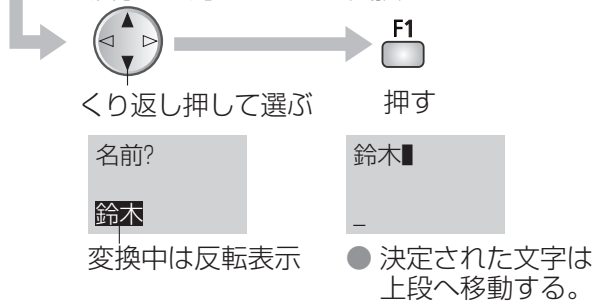 F1
くり返し押して選ぶ
押す
名前?
鈴木
鈴木
_
変換中は反転表示
● 決定された文字は
上段へ移動する。